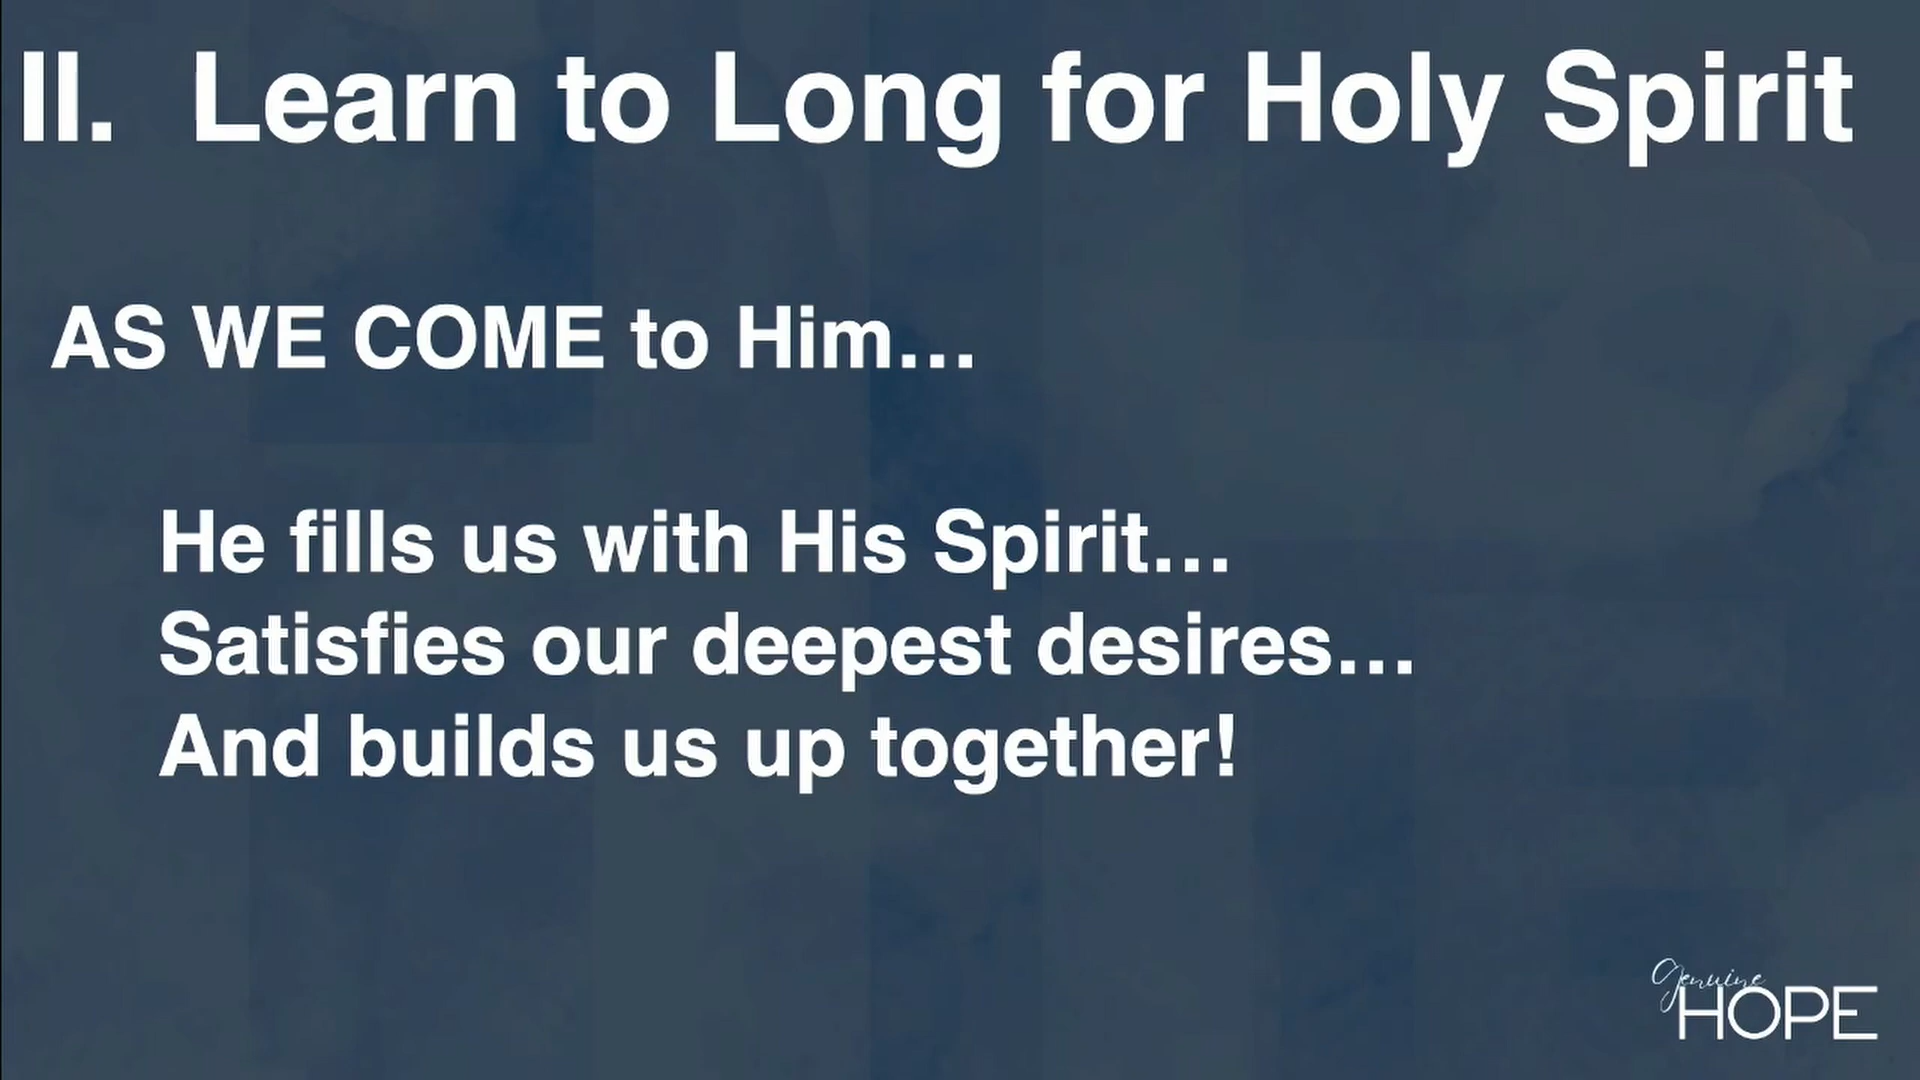 II. Learn to Long for Holy Spirit
AS WE COME to Him...
He fills us with His Spirit...
Satisfies our deepest desires...
And builds us up together!
Genuine
HOPE